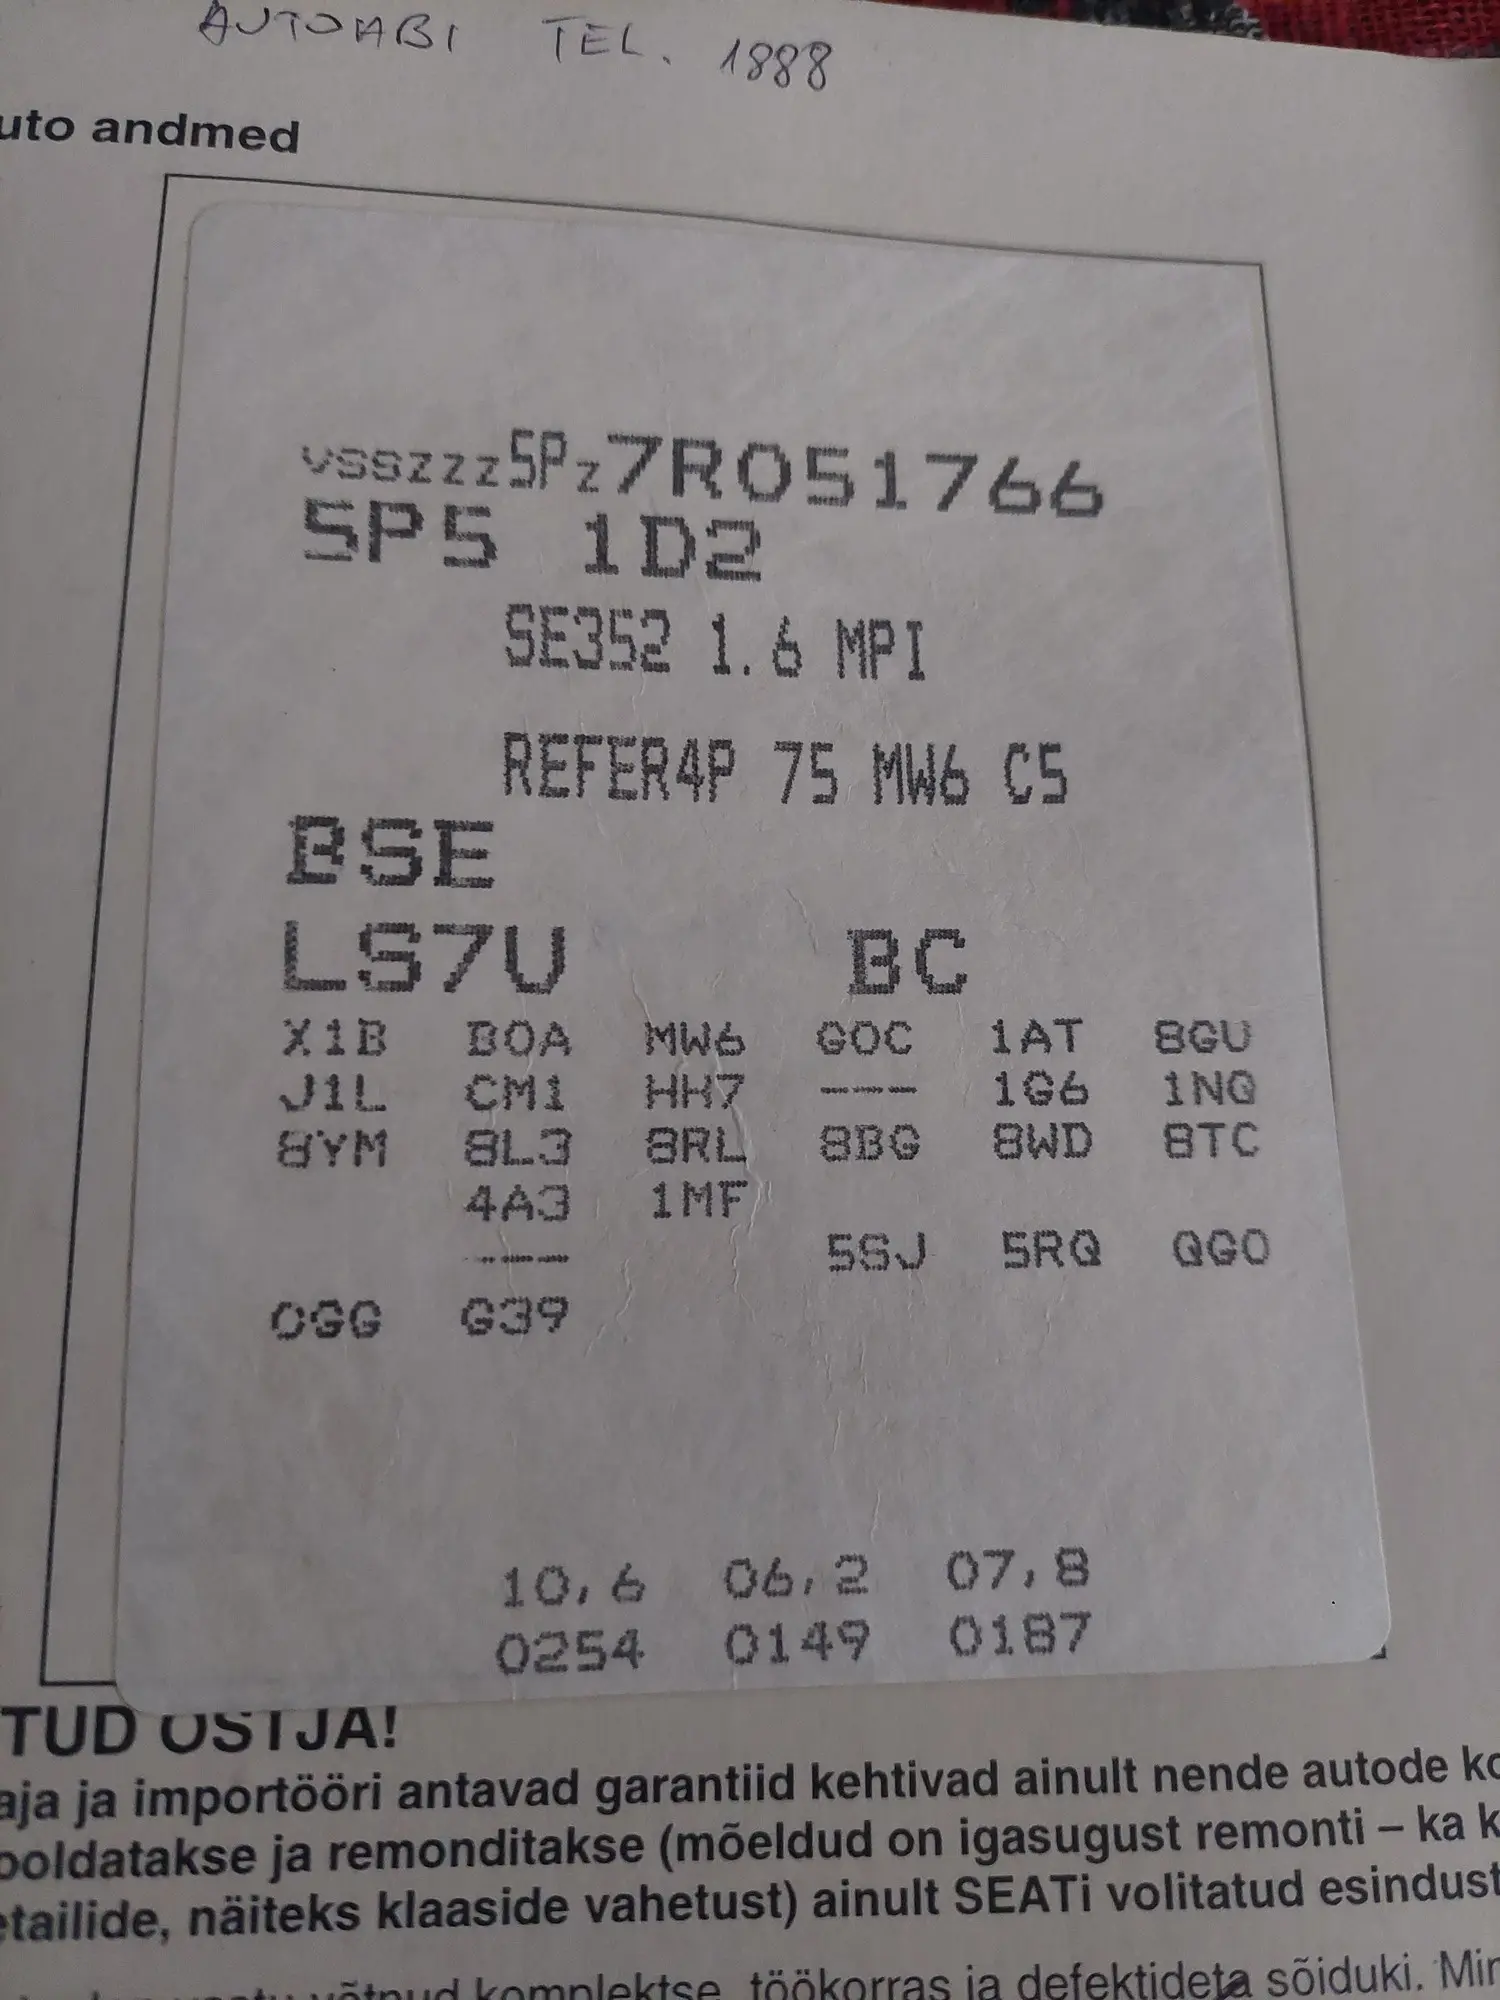 AUTOABI TEL. 1888
uto andmed
VSSZZZ5PZ7R051766
5P5 1D2
SE352 1.6 MPI
REFER4P 75 MW6 C5
BSE
LS7U BC
X1B B0A MW6 G0C 1AT 8GU
J1L CM1 HH7 --- 1G6 1NQ
8YM 8L3 8RL 8BG 8WD 8TC
4A3 1MF
--- 5SJ 5RQ QG0
0GG G39
10,6 06,2 07,8
0254 0149 0187
TUD OSTJA!
aja ja importööri antavad garantiid kehtivad ainult nende autode ko
ooldatakse ja remonditakse (mõeldud on igasugust remonti – ka k
etailide, näiteks klaaside vahetust) ainult SEATi volitatud esindust
võtnud komplektse, töökorras ja defektideta sõiduki. Min